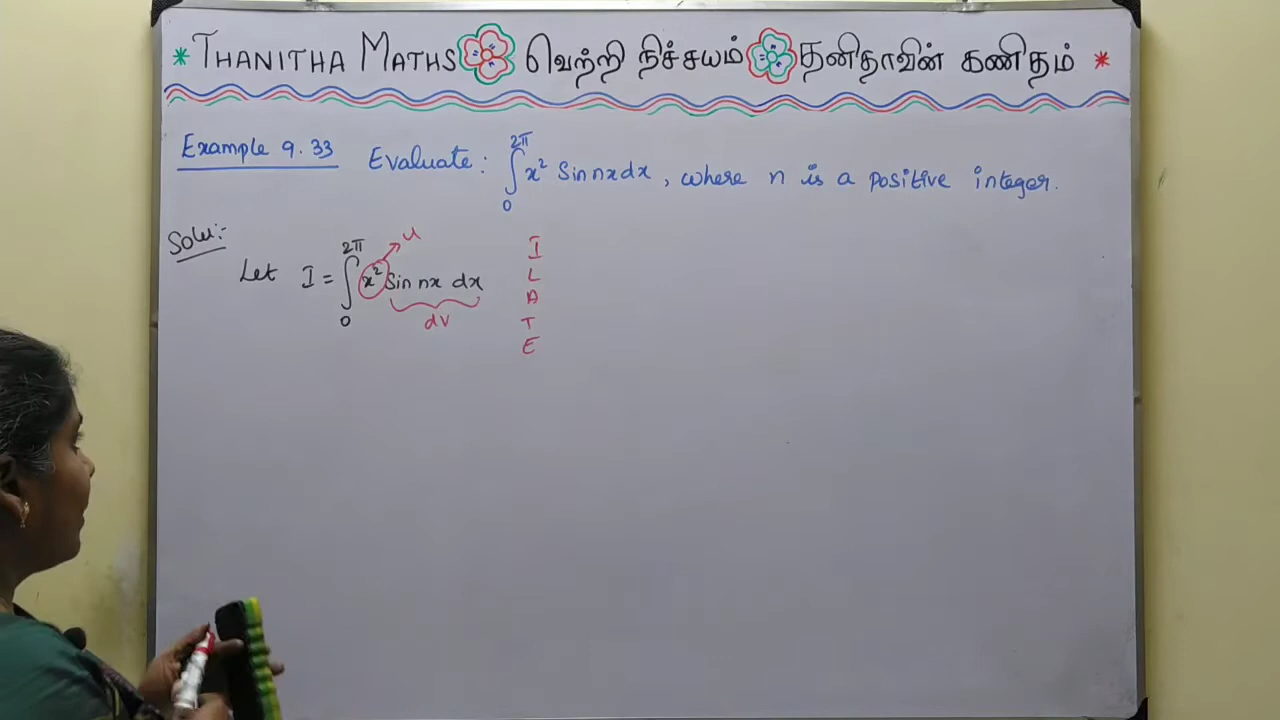 * THANITHA MATHS வெற்றி நிச்சயம் தனிதாவின் கணிதம் *
Example 9.33 Evaluate: ∫₀^2π x² Sin nx dx, where n is a positive integer.
Solu:-
Let I = ∫₀^2π x² Sin nx dx
u
dv
I
L
A
T
E